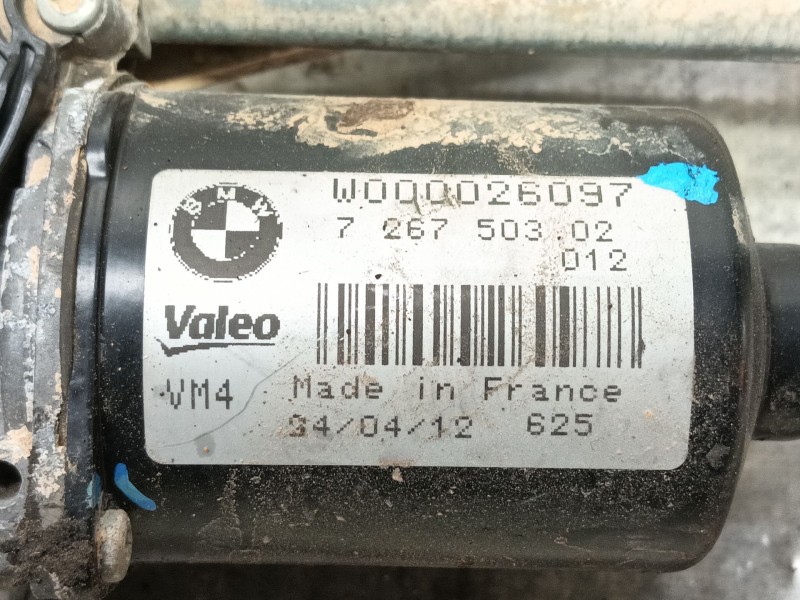 BMW
W000026097
7 267 503 02
012
Valeo
VM4
Made in France
24/04/12 625